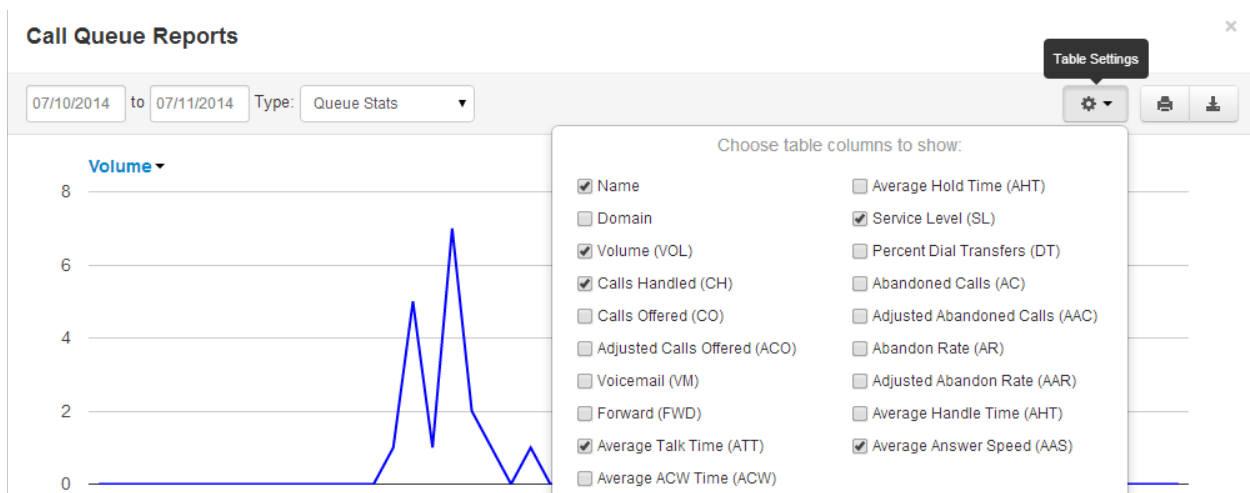 Call Queue Reports
×
Table Settings
07/10/2014 to 07/11/2014 Type: Queue Stats
Choose table columns to show:
Volume
8
6
4
2
0
Name
Domain
Volume (VOL)
Calls Handled (CH)
Calls Offered (CO)
Adjusted Calls Offered (ACO)
Voicemail (VM)
Forward (FWD)
Average Talk Time (ATT)
Average ACW Time (ACW)
Average Hold Time (AHT)
Service Level (SL)
Percent Dial Transfers (DT)
Abandoned Calls (AC)
Adjusted Abandoned Calls (AAC)
Abandon Rate (AR)
Adjusted Abandon Rate (AAR)
Average Handle Time (AHT)
Average Answer Speed (AAS)